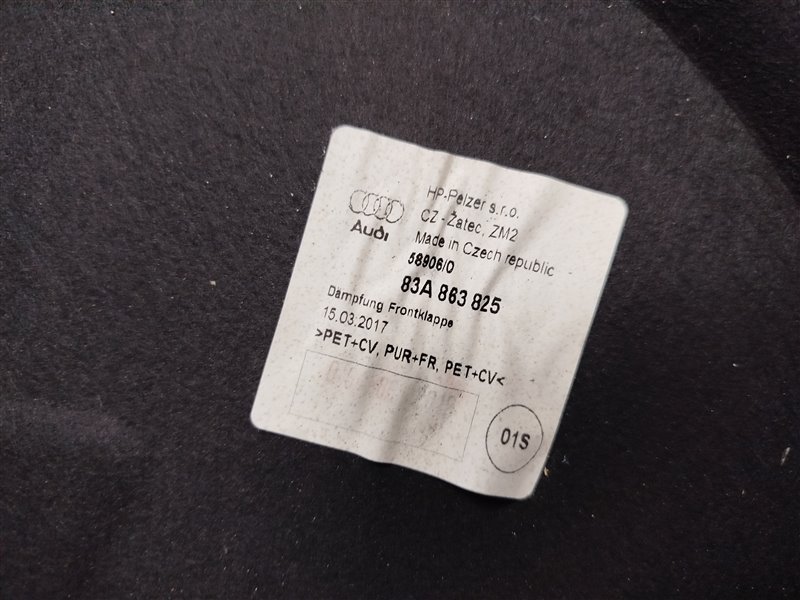 Audi
HP-Pelzer s.r.o.
CZ - Žatec, ZM2
Made in Czech republic
58906/0
83A 863 825
Dämpfung Frontklappe
15.03.2017
>PET+CV, PUR+FR, PET+CV<
01S